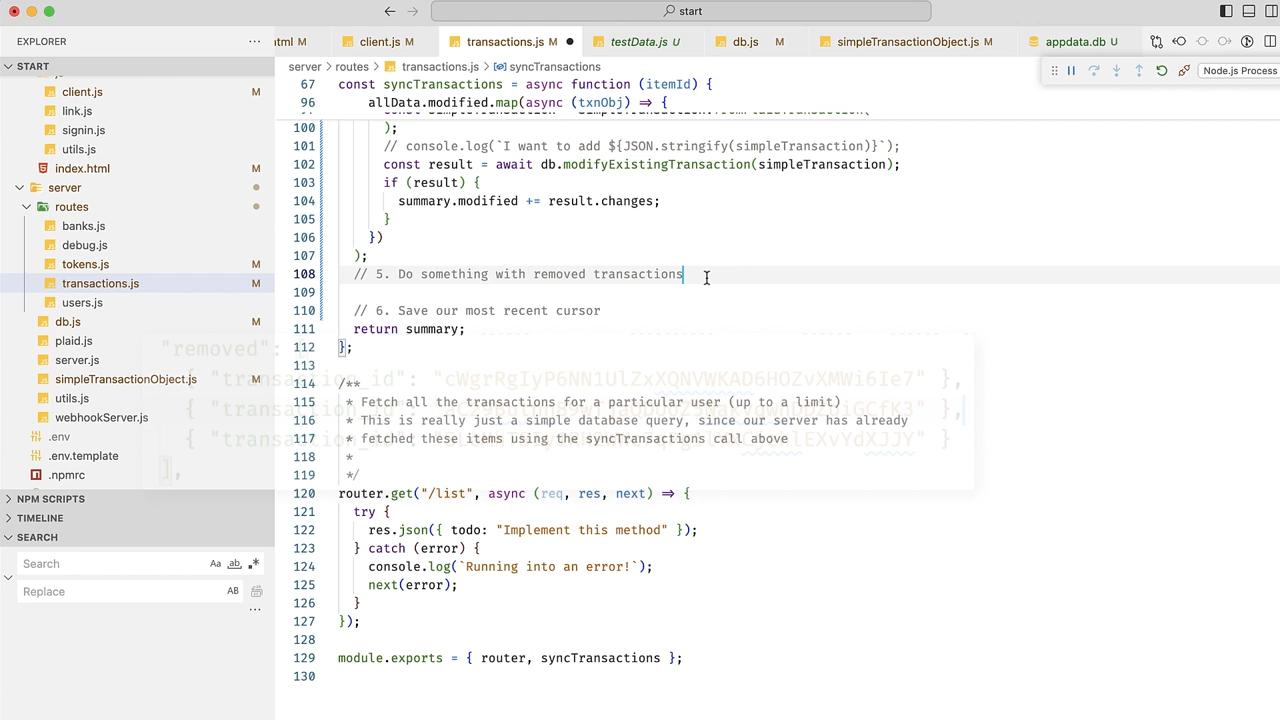 start
EXPLORER
html M
client.js M
transactions.js M
testData.js U
db.js M
simpleTransactionObject.js M
appdata.db U
START
server > routes > transactions.js > syncTransactions
Node.js Process
client.js M
link.js
signin.js
utils.js
index.html M
server
routes
banks.js
debug.js
tokens.js M
transactions.js M
users.js
db.js M
plaid.js
server.js
simpleTransactionObject.js M
utils.js
webhookServer.js
.env
.env.template
.npmrc
NPM SCRIPTS
TIMELINE
SEARCH
Search
Aa ab .*
Replace
AB
67 const syncTransactions = async function (itemId) {
96 allData.modified.map(async (txnObj) => {
100 );
101 // console.log(`I want to add ${JSON.stringify(simpleTransaction)}`);
102 const result = await db.modifyExistingTransaction(simpleTransaction);
103 if (result) {
104 summary.modified += result.changes;
105 }
106 })
107 );
108 // 5. Do something with removed transactions
109
110 // 6. Save our most recent cursor
111 return summary;
112 };
113
114 /**
115 * Fetch all the transactions for a particular user (up to a limit)
116 * This is really just a simple database query, since our server has already
117 * fetched these items using the syncTransactions call above
118 *
119 */
120 router.get("/list", async (req, res, next) => {
121 try {
122 res.json({ todo: "Implement this method" });
123 } catch (error) {
124 console.log(`Running into an error!`);
125 next(error);
126 }
127 });
128
129 module.exports = { router, syncTransactions };
130
"removed": [
{ "transaction_id": "cWgrRgIyP6NN1UlZxXQNVWKAD6HOZvXMWi6Ie7" },
],